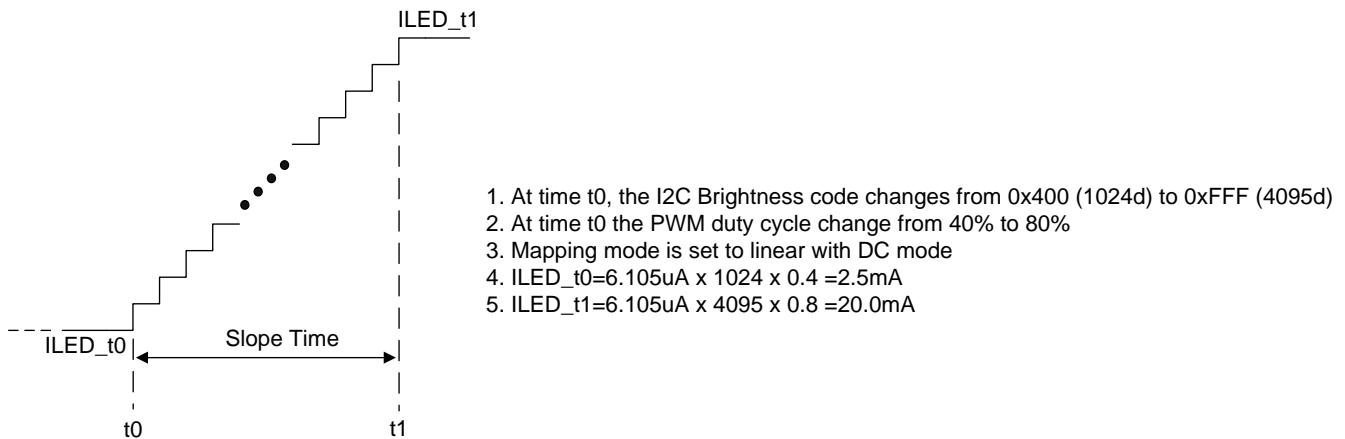 ILED_t1
1. At time t0, the I2C Brightness code changes from 0x400 (1024d) to 0xFFF (4095d)
2. At time t0 the PWM duty cycle change from 40% to 80%
3. Mapping mode is set to linear with DC mode
4. ILED_t0=6.105uA x 1024 x 0.4 =2.5mA
5. ILED_t1=6.105uA x 4095 x 0.8 =20.0mA
ILED_t0
Slope Time
t0
t1